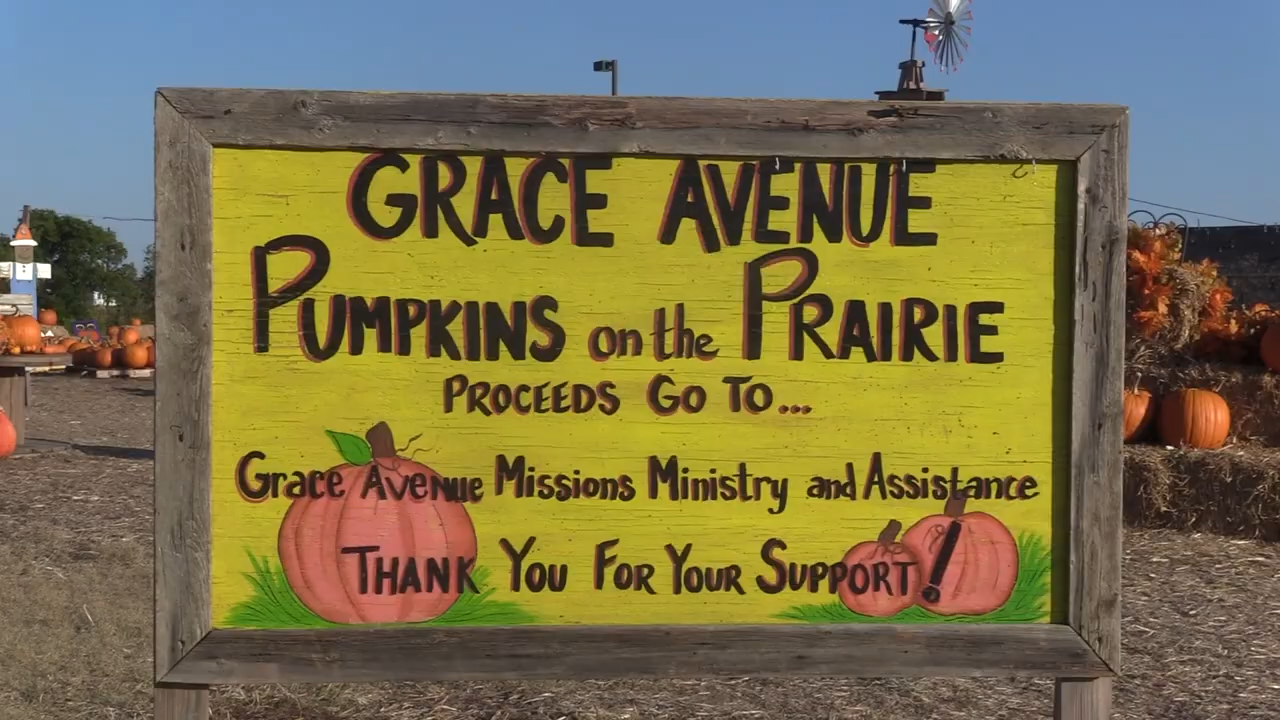 GRACE AVENUE
PUMPKINS on the PRAIRIE
PROCEEDS GO TO...
Grace Avenue Missions Ministry and Assistance
THANK YOU FOR YOUR SUPPORT!